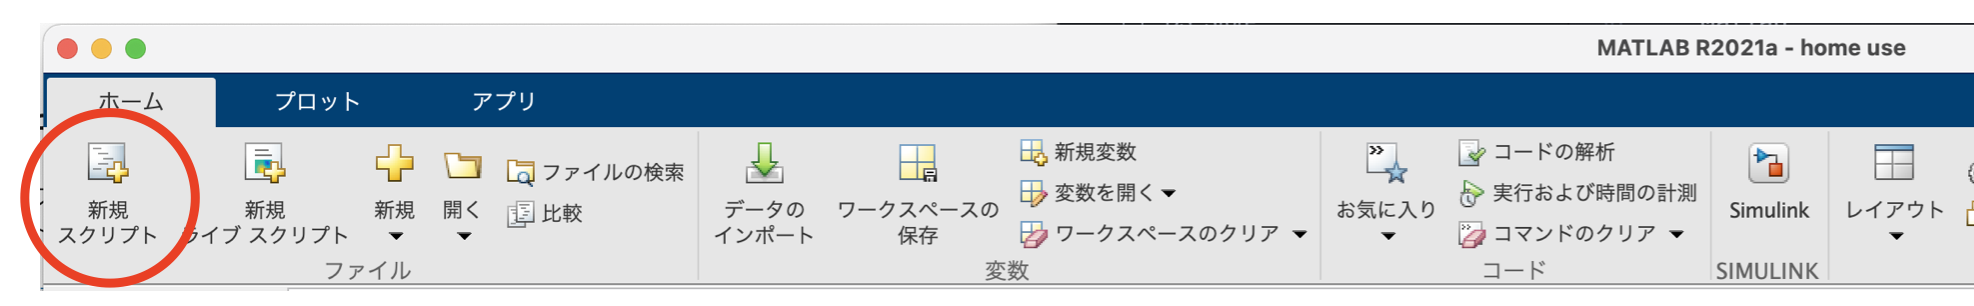 MATLAB R2021a - home use
ホーム
プロット
アプリ
新規
スクリプト
新規
ライブ スクリプト
新規
開く
ファイルの検索
比較
ファイル
データの
インポート
ワークスペースの
保存
新規変数
変数を開く
ワークスペースのクリア
変数
お気に入り
コードの解析
実行および時間の計測
コマンドのクリア
コード
Simulink
SIMULINK
レイアウト